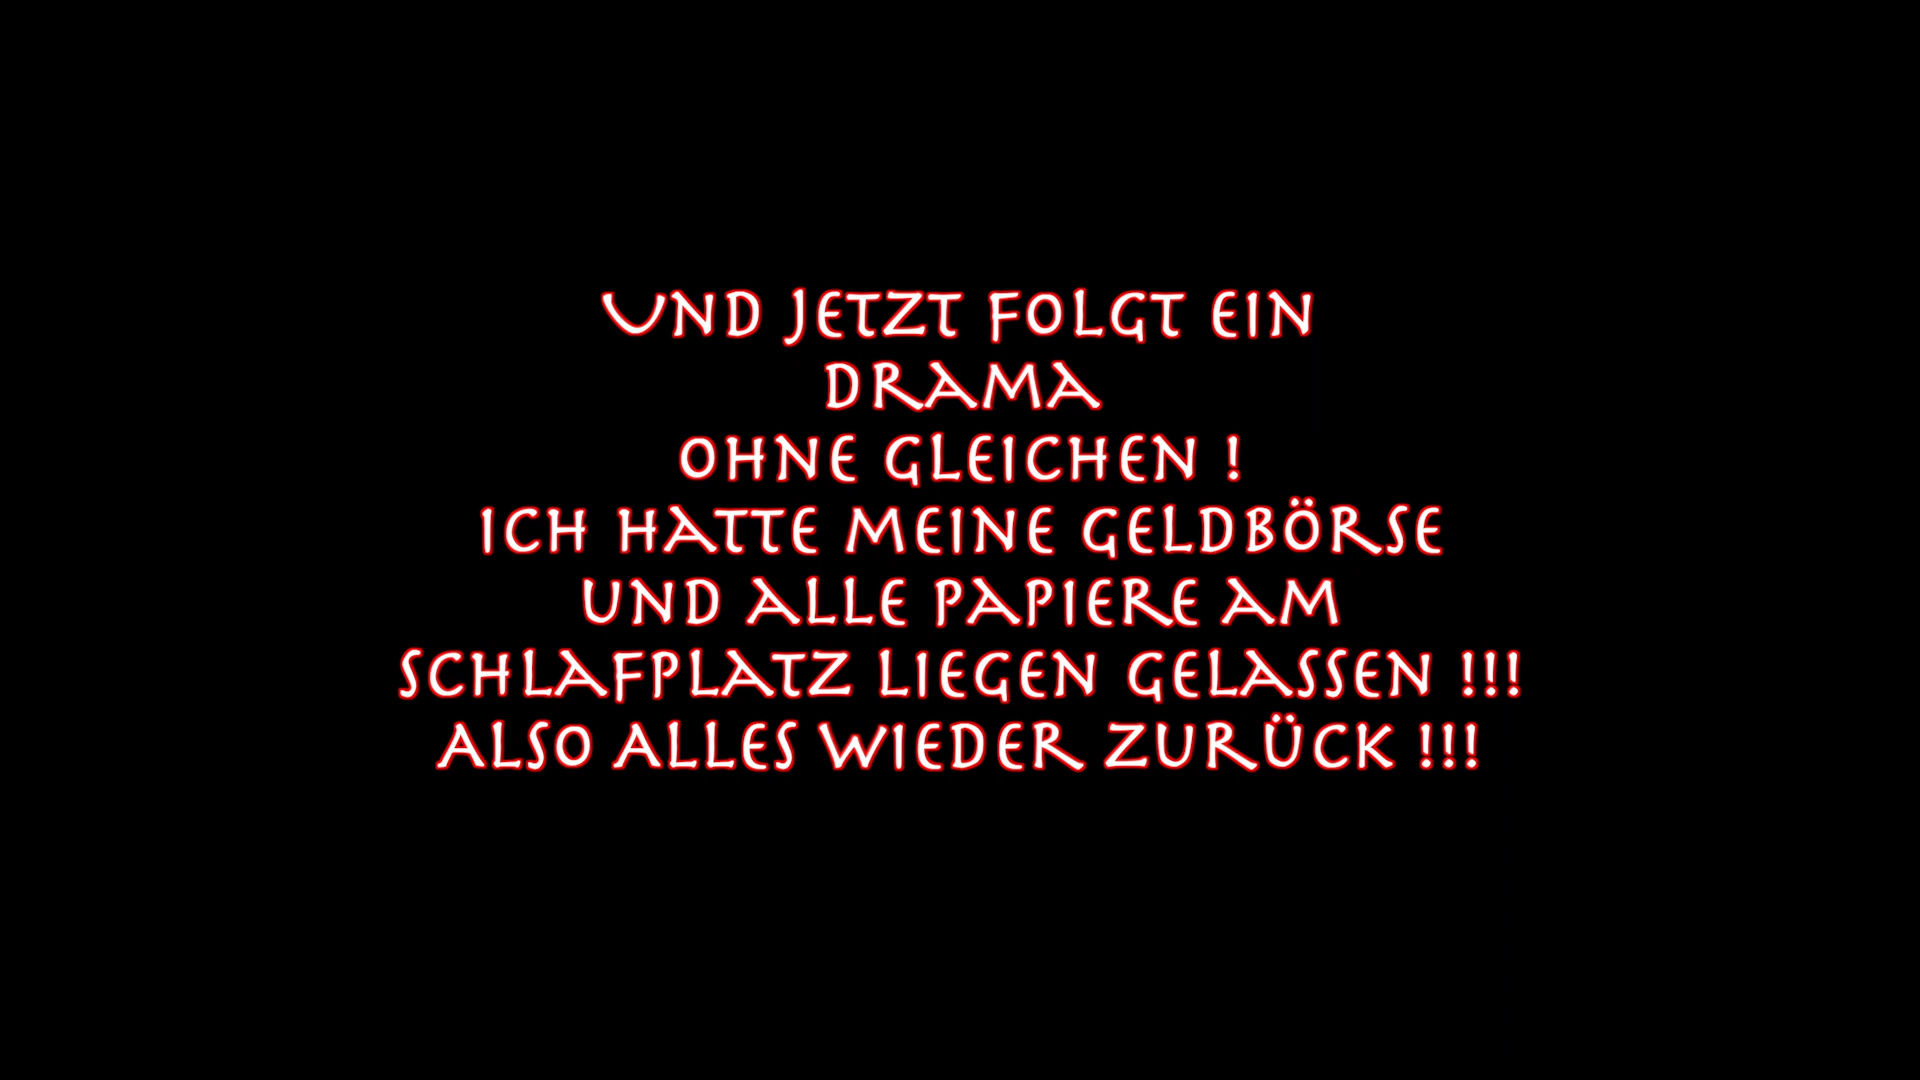 Und jetzt folgt ein
Drama
ohne gleichen !
Ich hatte meine Geldbörse
und alle Papiere am
Schlafplatz liegen gelassen !!!
Also alles wieder zurück !!!